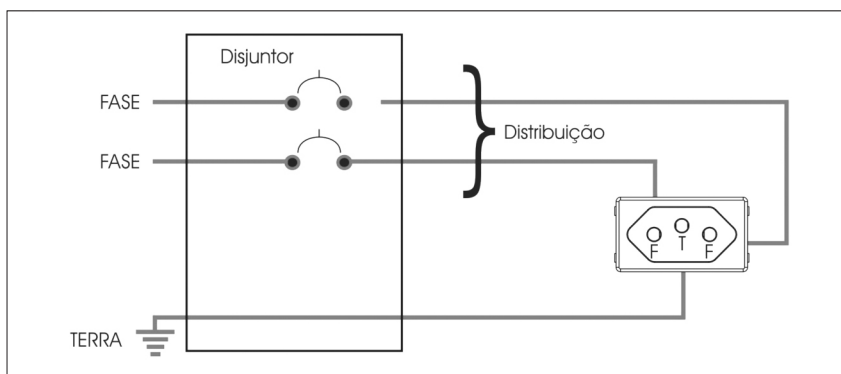 Disjuntor
FASE
FASE
Distribuição
F T F
TERRA